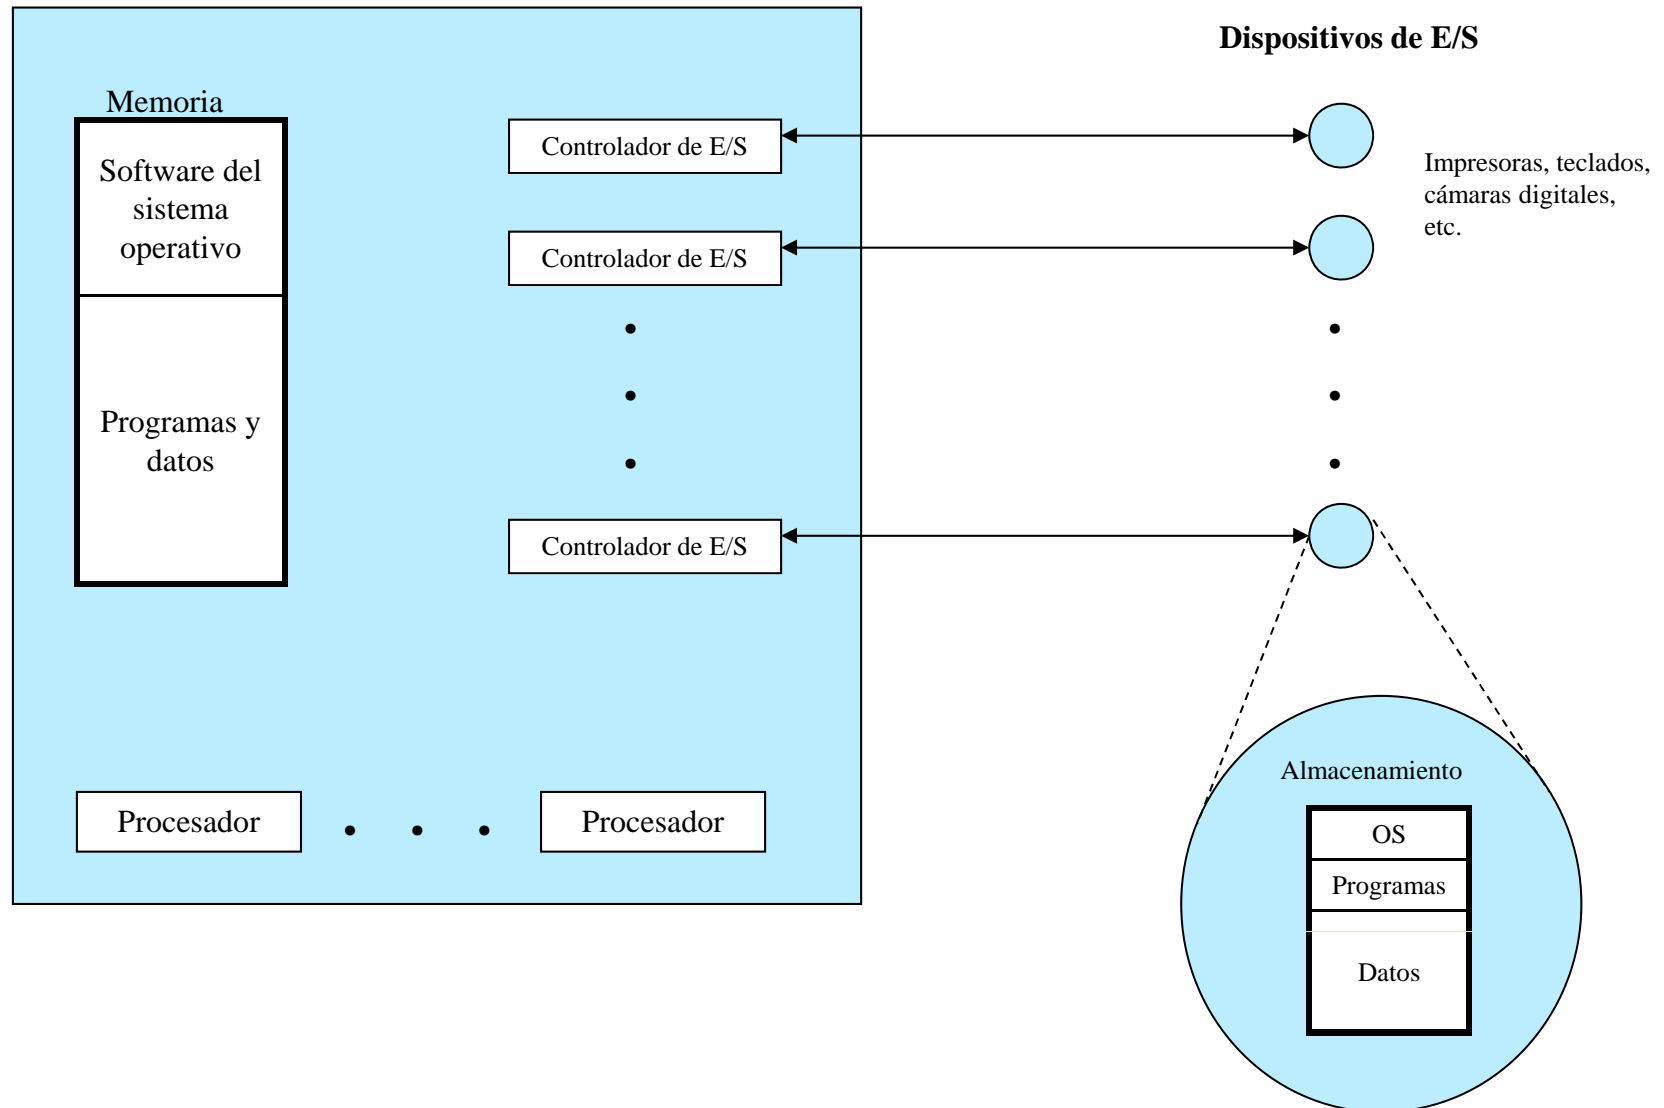 Dispositivos de E/S
Memoria
Software del
sistema
operativo
Programas y
datos
Controlador de E/S
Controlador de E/S
Controlador de E/S
Impresoras, teclados,
cámaras digitales,
etc.
Procesador
Procesador
Almacenamiento
OS
Programas
Datos